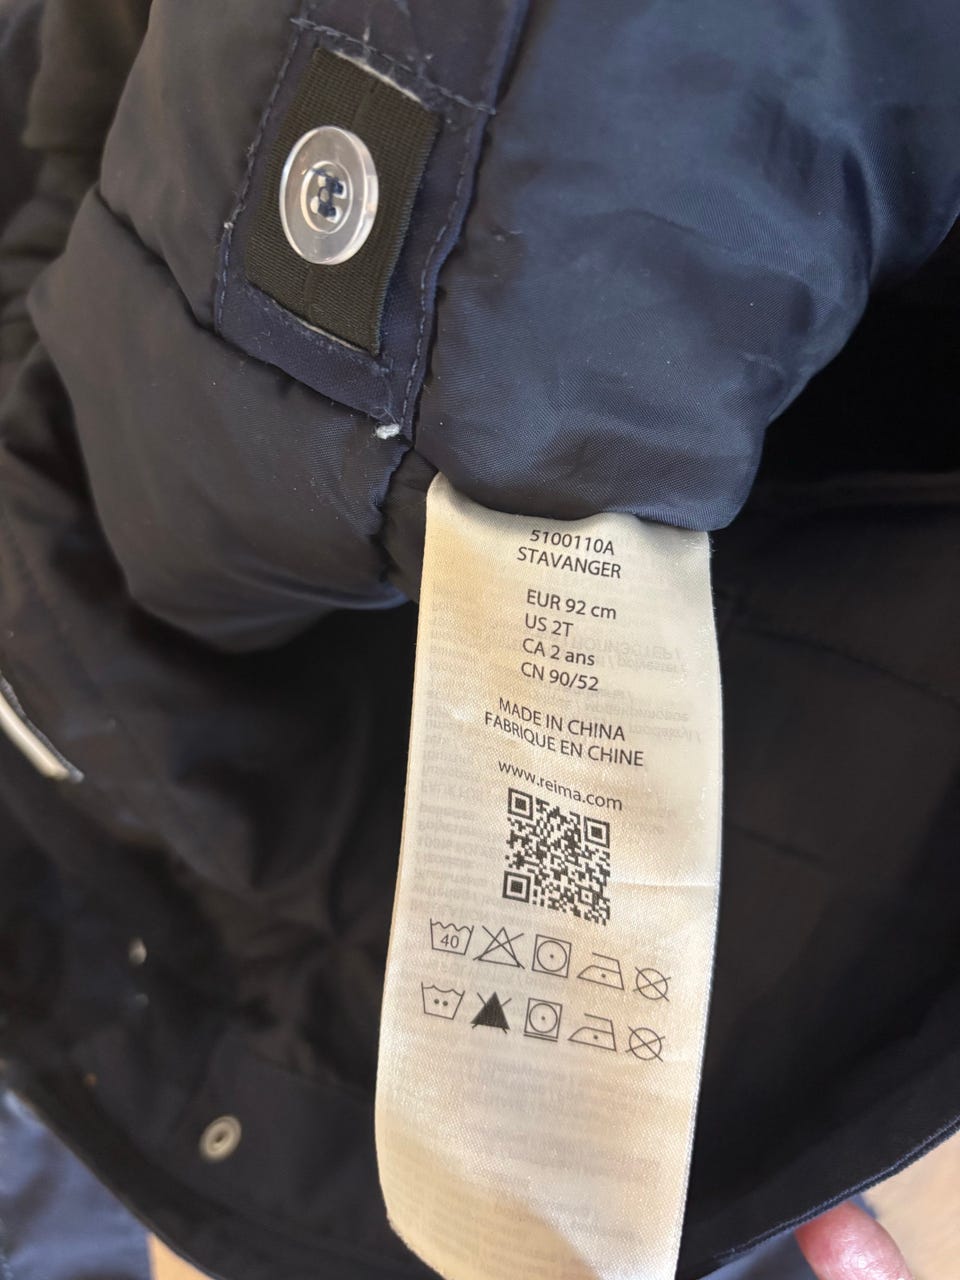 5100110A
STAVANGER
EUR 92 cm
US 2T
CA 2 ans
CN 90/52
MADE IN CHINA
FABRIQUE EN CHINE
www.reima.com
40